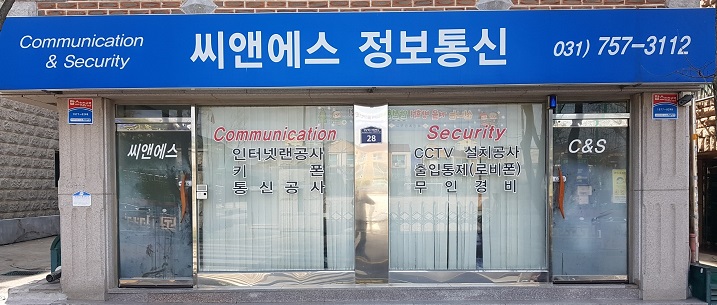 Communication
& Security
씨앤에스 정보통신
031) 757-3112
씨앤에스
Communication
인터넷랜공사
키 폰
통신공사
28
Security
CCTV 설치공사
출입통제(로비폰)
무인경비
C&S